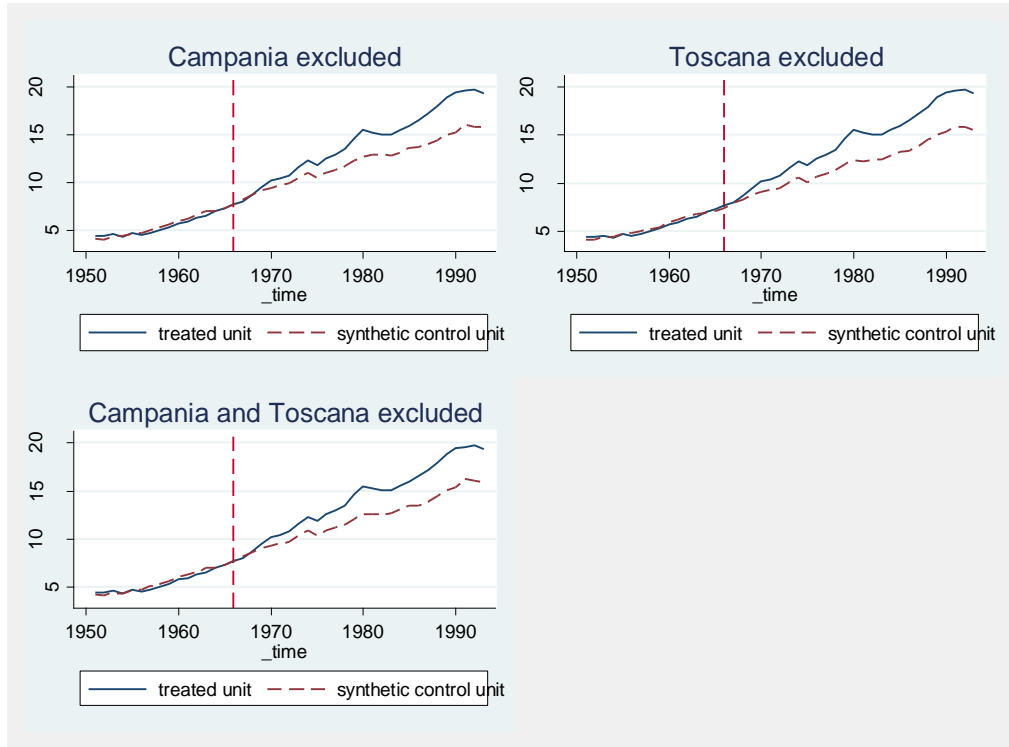 Campania excluded
20
15
10
5
1950 1960 1970 1980 1990
_time
treated unit synthetic control unit
Toscana excluded
20
15
10
5
1950 1960 1970 1980 1990
_time
treated unit synthetic control unit
Campania and Toscana excluded
20
15
10
5
1950 1960 1970 1980 1990
_time
treated unit synthetic control unit